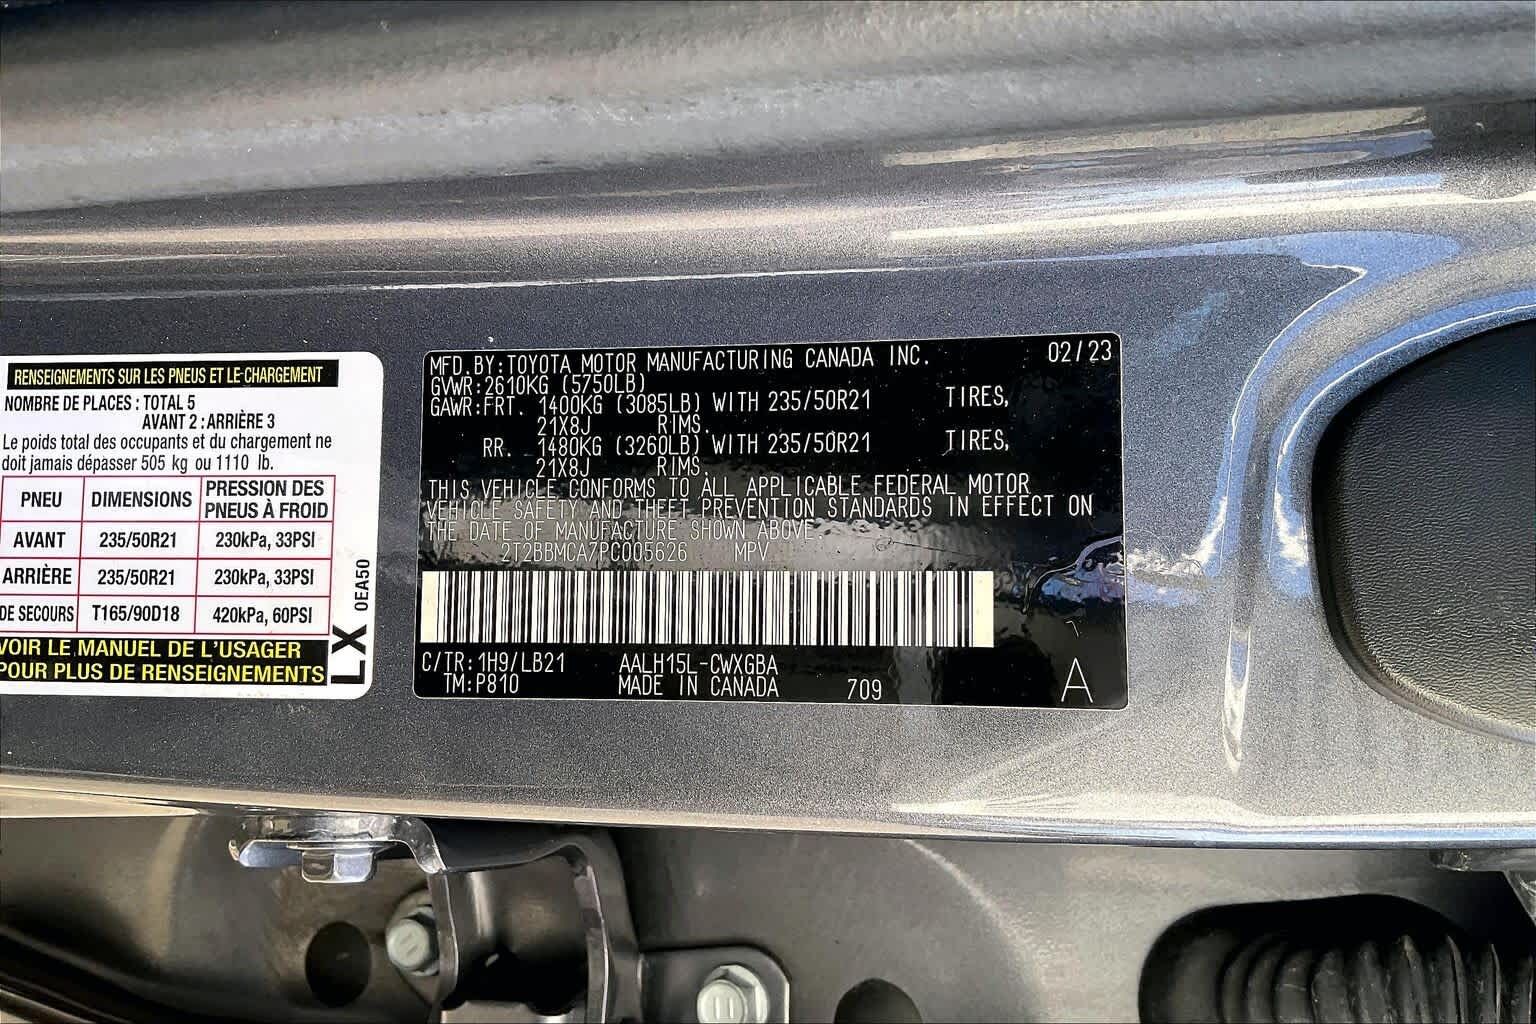 RENSEIGNEMENTS SUR LES PNEUS ET LE CHARGEMENT
NOMBRE DE PLACES : TOTAL 5
AVANT 2 : ARRIÈRE 3
Le poids total des occupants et du chargement ne
doit jamais dépasser 505 kg ou 1110 lb.
PNEU DIMENSIONS PRESSION DES PNEUS À FROID
AVANT 235/50R21 230kPa, 33PSI
ARRIÈRE 235/50R21 230kPa, 33PSI
DE SECOURS T165/90D18 420kPa, 60PSI
VOIR LE MANUEL DE L'USAGER
POUR PLUS DE RENSEIGNEMENTS
LX 0EA50
MFD.BY:TOYOTA MOTOR MANUFACTURING CANADA INC. 02/23
GVWR:2610KG (5750LB)
GAWR:FRT. 1400KG (3085LB) WITH 235/50R21 TIRES,
21X8J RIMS.
RR. 1480KG (3260LB) WITH 235/50R21 TIRES,
21X8J RIMS.
THIS VEHICLE CONFORMS TO ALL APPLICABLE FEDERAL MOTOR
VEHICLE SAFETY AND THEFT PREVENTION STANDARDS IN EFFECT ON
THE DATE OF MANUFACTURE SHOWN ABOVE.
2T2BBMCA7PC005626 MPV
C/TR:1H9/LB21 AALH15L-CWXGBA
TM:P810 MADE IN CANADA 709 A